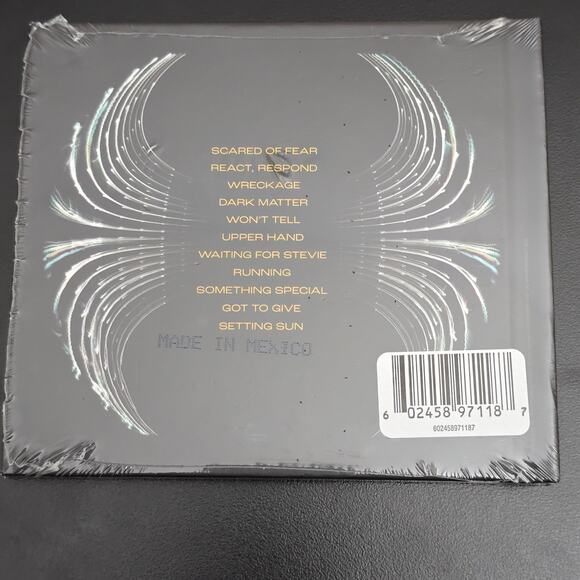 SCARED OF FEAR
REACT, RESPOND
WRECKAGE
DARK MATTER
WON'T TELL
UPPER HAND
WAITING FOR STEVIE
RUNNING
SOMETHING SPECIAL
GOT TO GIVE
SETTING SUN
MADE IN MEXICO
6 02458 97118 7
602458971187